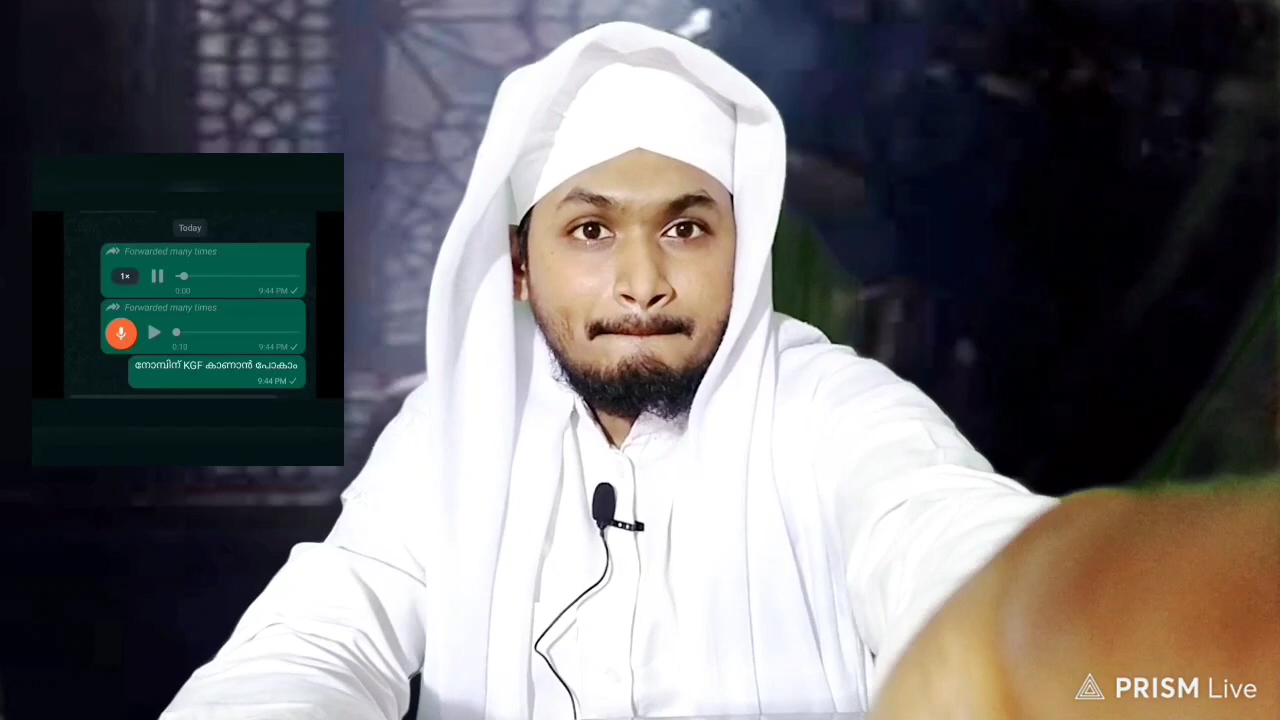 Today
Forwarded many times
1×
0:00
9:44 PM
Forwarded many times
0:10
9:44 PM
നോമ്പിന് KGF കാണാൻ പോകാം
9:44 PM
PRISM Live